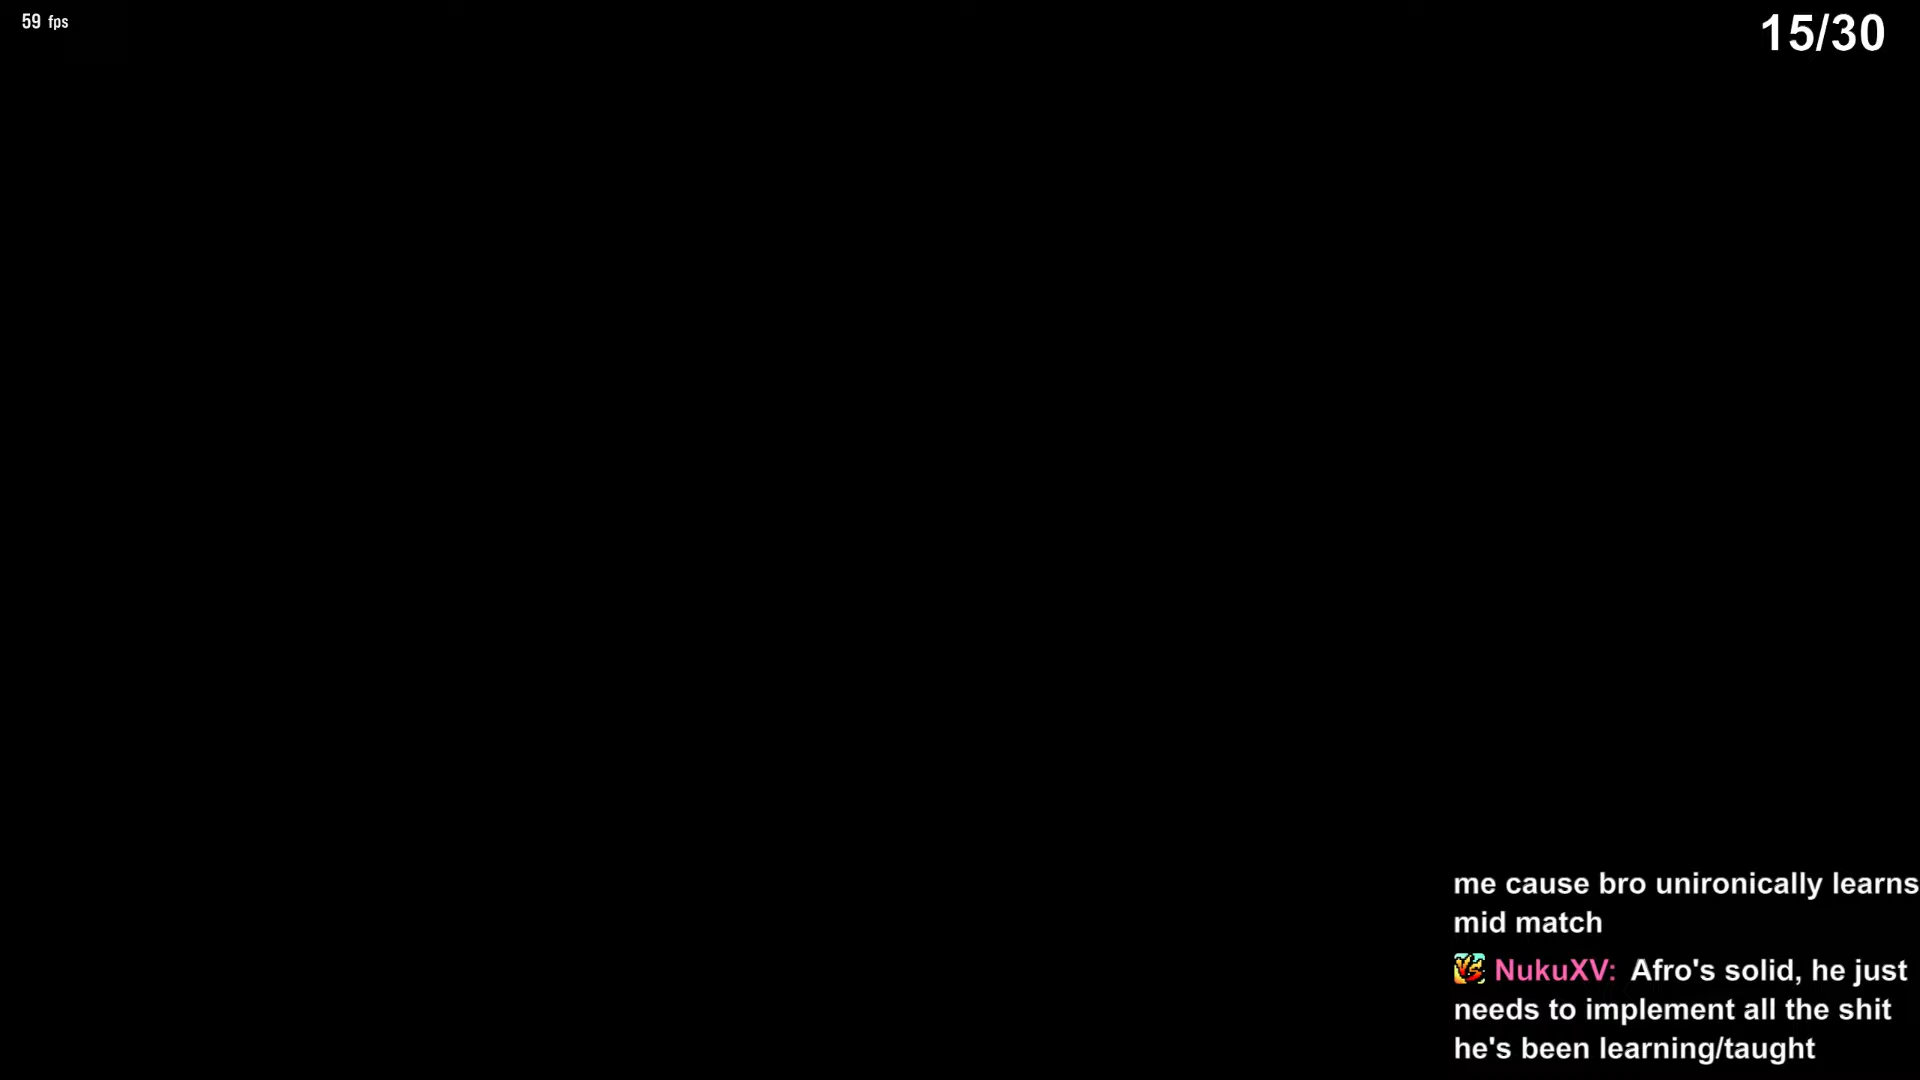 59 fps
15/30
me cause bro unironically learns
mid match
NukuXV: Afro's solid, he just
needs to implement all the shit
he's been learning/taught